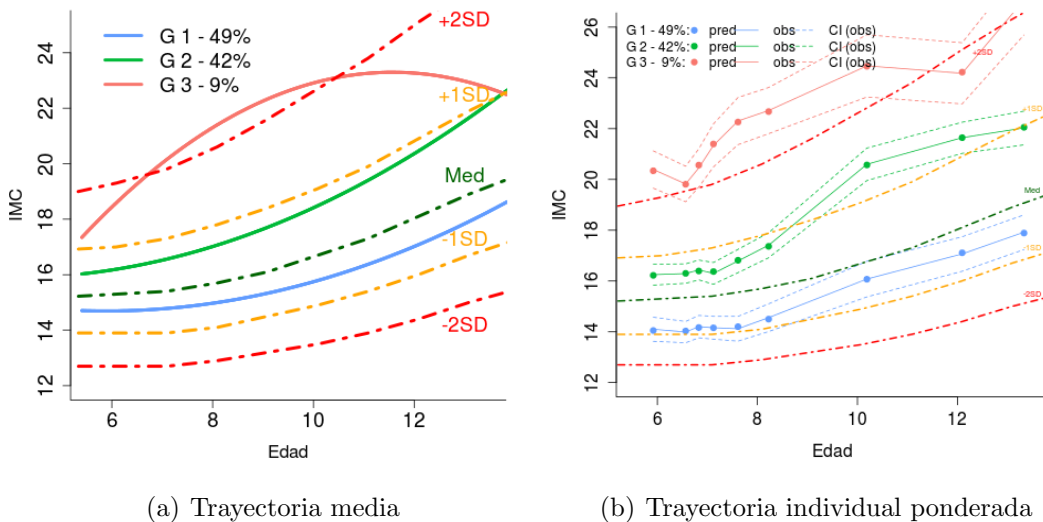 G 1 - 49%
G 2 - 42%
G 3 - 9%
+2SD
+1SD
Med
-1SD
-2SD
24
22
20
18
16
14
12
IMC
6 8 10 12
Edad
(a) Trayectoria media
G 1 - 49%: pred obs CI (obs)
G 2 - 42%: pred obs CI (obs)
G 3 - 9%: pred obs CI (obs)
+2SD
+1SD
Med
-1SD
-2SD
26
24
22
20
18
16
14
12
IMC
6 8 10 12
Edad
(b) Trayectoria individual ponderada